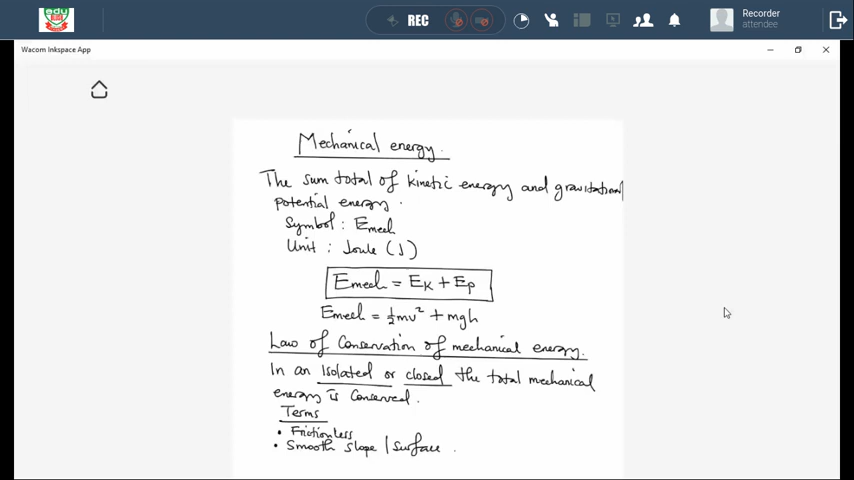 edu
REC
Recorder
attendee
Wacom Inkspace App
Mechanical energy.
The sum total of kinetic energy and gravitational
potential energy.
Symbol : Emech
Unit : Joule (J)
Emech = EK + EP
Emech = ½mv² + mgh
Law of Conservation of mechanical energy.
In an isolated or closed the total mechanical
energy is Conserved.
Terms
• Frictionless
• Smooth slope / surface.